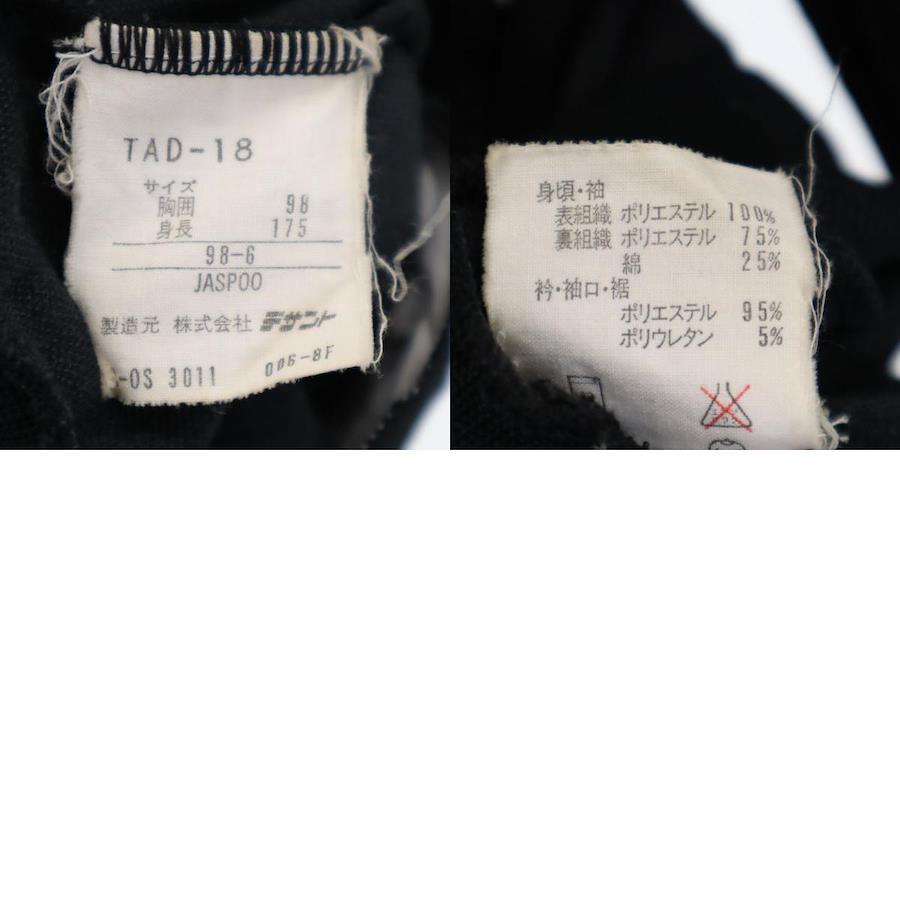 TAD-18
サイズ
胸囲 98
身長 175
98-6
JASPOO
製造元 株式会社 デサント
-OS 3011 006-8F
身頃・袖
表組織 ポリエステル 100%
裏組織 ポリエステル 75%
綿 25%
衿・袖口・裾
ポリエステル 95%
ポリウレタン 5%